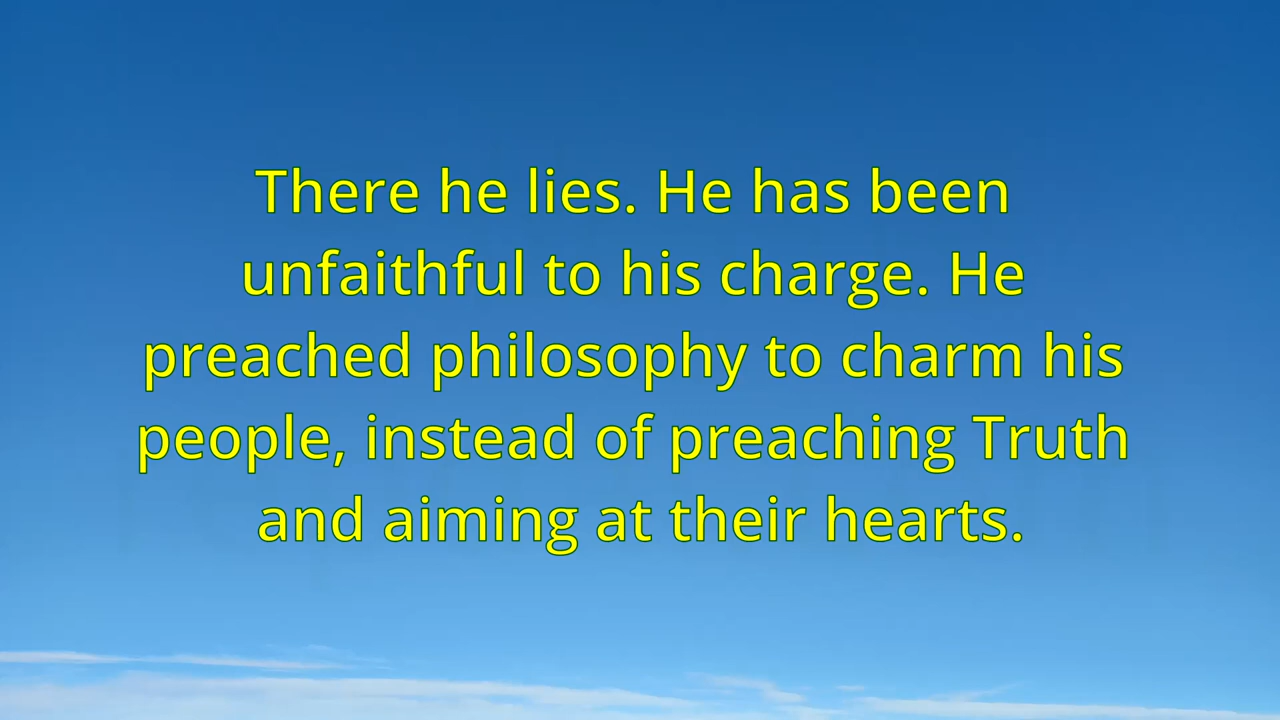 There he lies. He has been
unfaithful to his charge. He
preached philosophy to charm his
people, instead of preaching Truth
and aiming at their hearts.